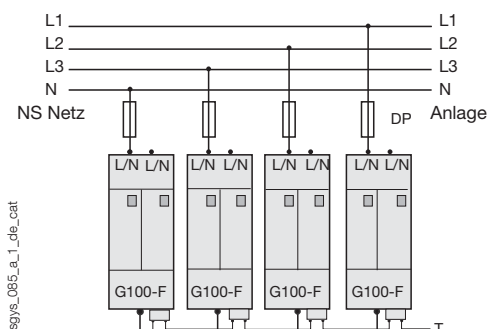 L1 L1
L2 L2
L3 L3
N N
NS Netz DP Anlage
L/N L/N L/N L/N L/N L/N L/N L/N
G100-F G100-F G100-F G100-F
T
sgys_085_a_1_de_cat